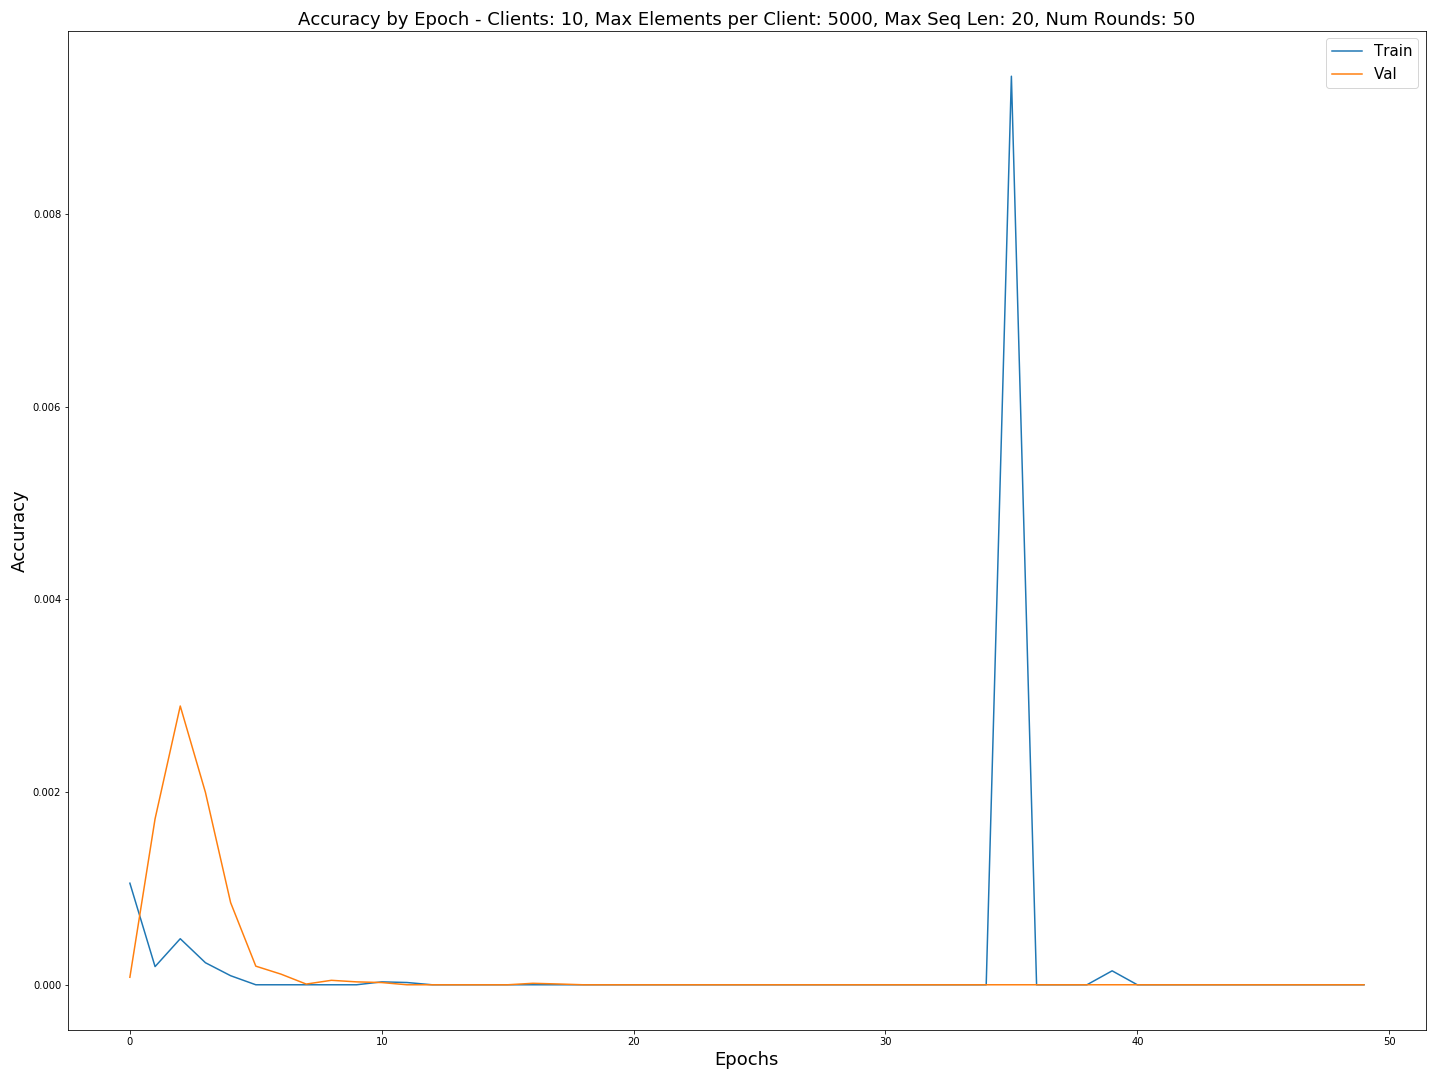 Accuracy by Epoch - Clients: 10, Max Elements per Client: 5000, Max Seq Len: 20, Num Rounds: 50
Train
Val
0.008
0.006
0.004
0.002
0.000
Accuracy
0 10 20 30 40 50
Epochs